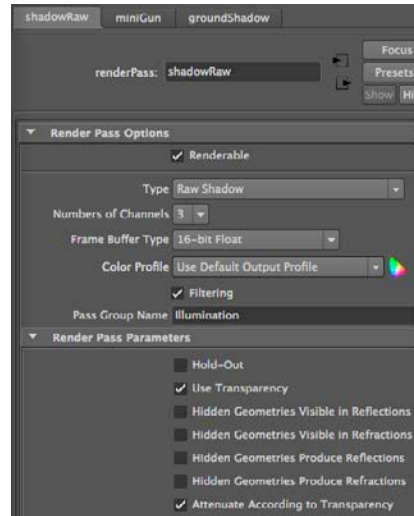 shadowRaw miniGun groundShadow
Focus
renderPass: shadowRaw
Presets
Show Hi
Render Pass Options
Renderable
Type Raw Shadow
Numbers of Channels 3
Frame Buffer Type 16-bit Float
Color Profile Use Default Output Profile
Filtering
Pass Group Name Illumination
Render Pass Parameters
Hold-Out
Use Transparency
Hidden Geometries Visible in Reflections
Hidden Geometries Visible in Refractions
Hidden Geometries Produce Reflections
Hidden Geometries Produce Refractions
Attenuate According to Transparency